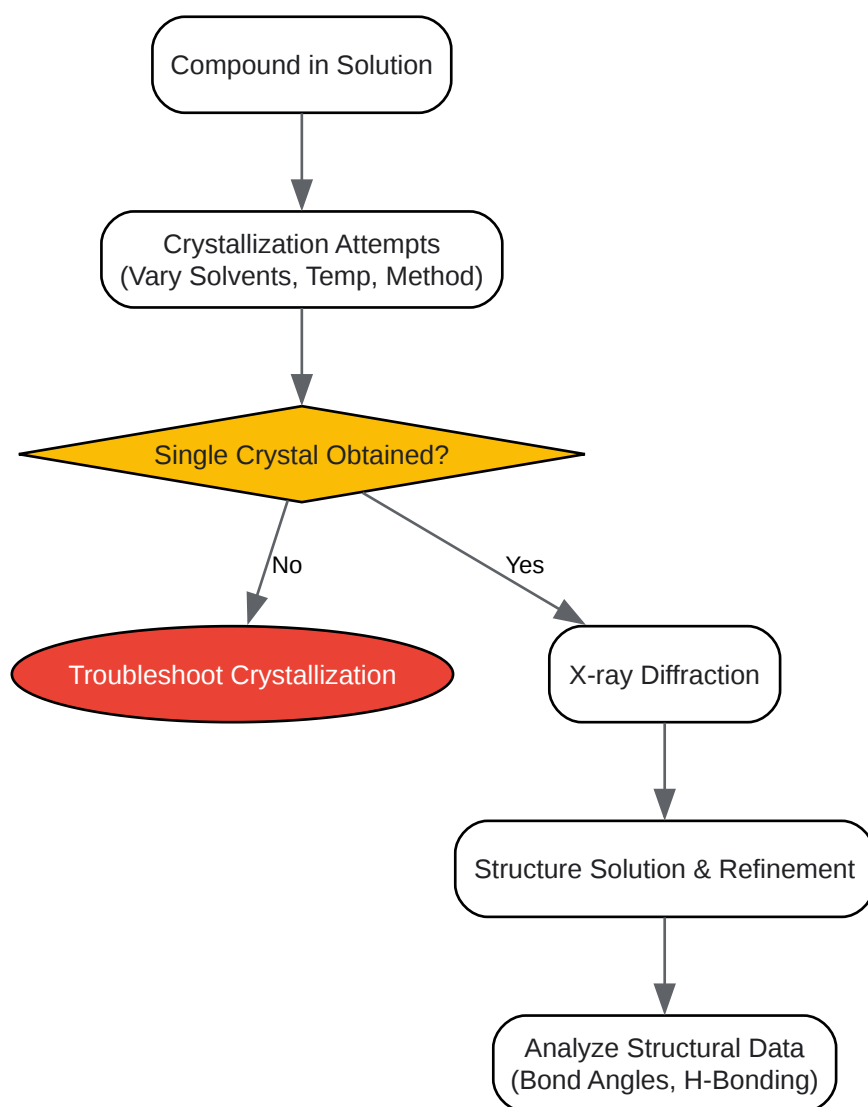 Compound in Solution
Crystallization Attempts
(Vary Solvents, Temp, Method)
Single Crystal Obtained?
No
Yes
Troubleshoot Crystallization
X-ray Diffraction
Structure Solution & Refinement
Analyze Structural Data
(Bond Angles, H-Bonding)